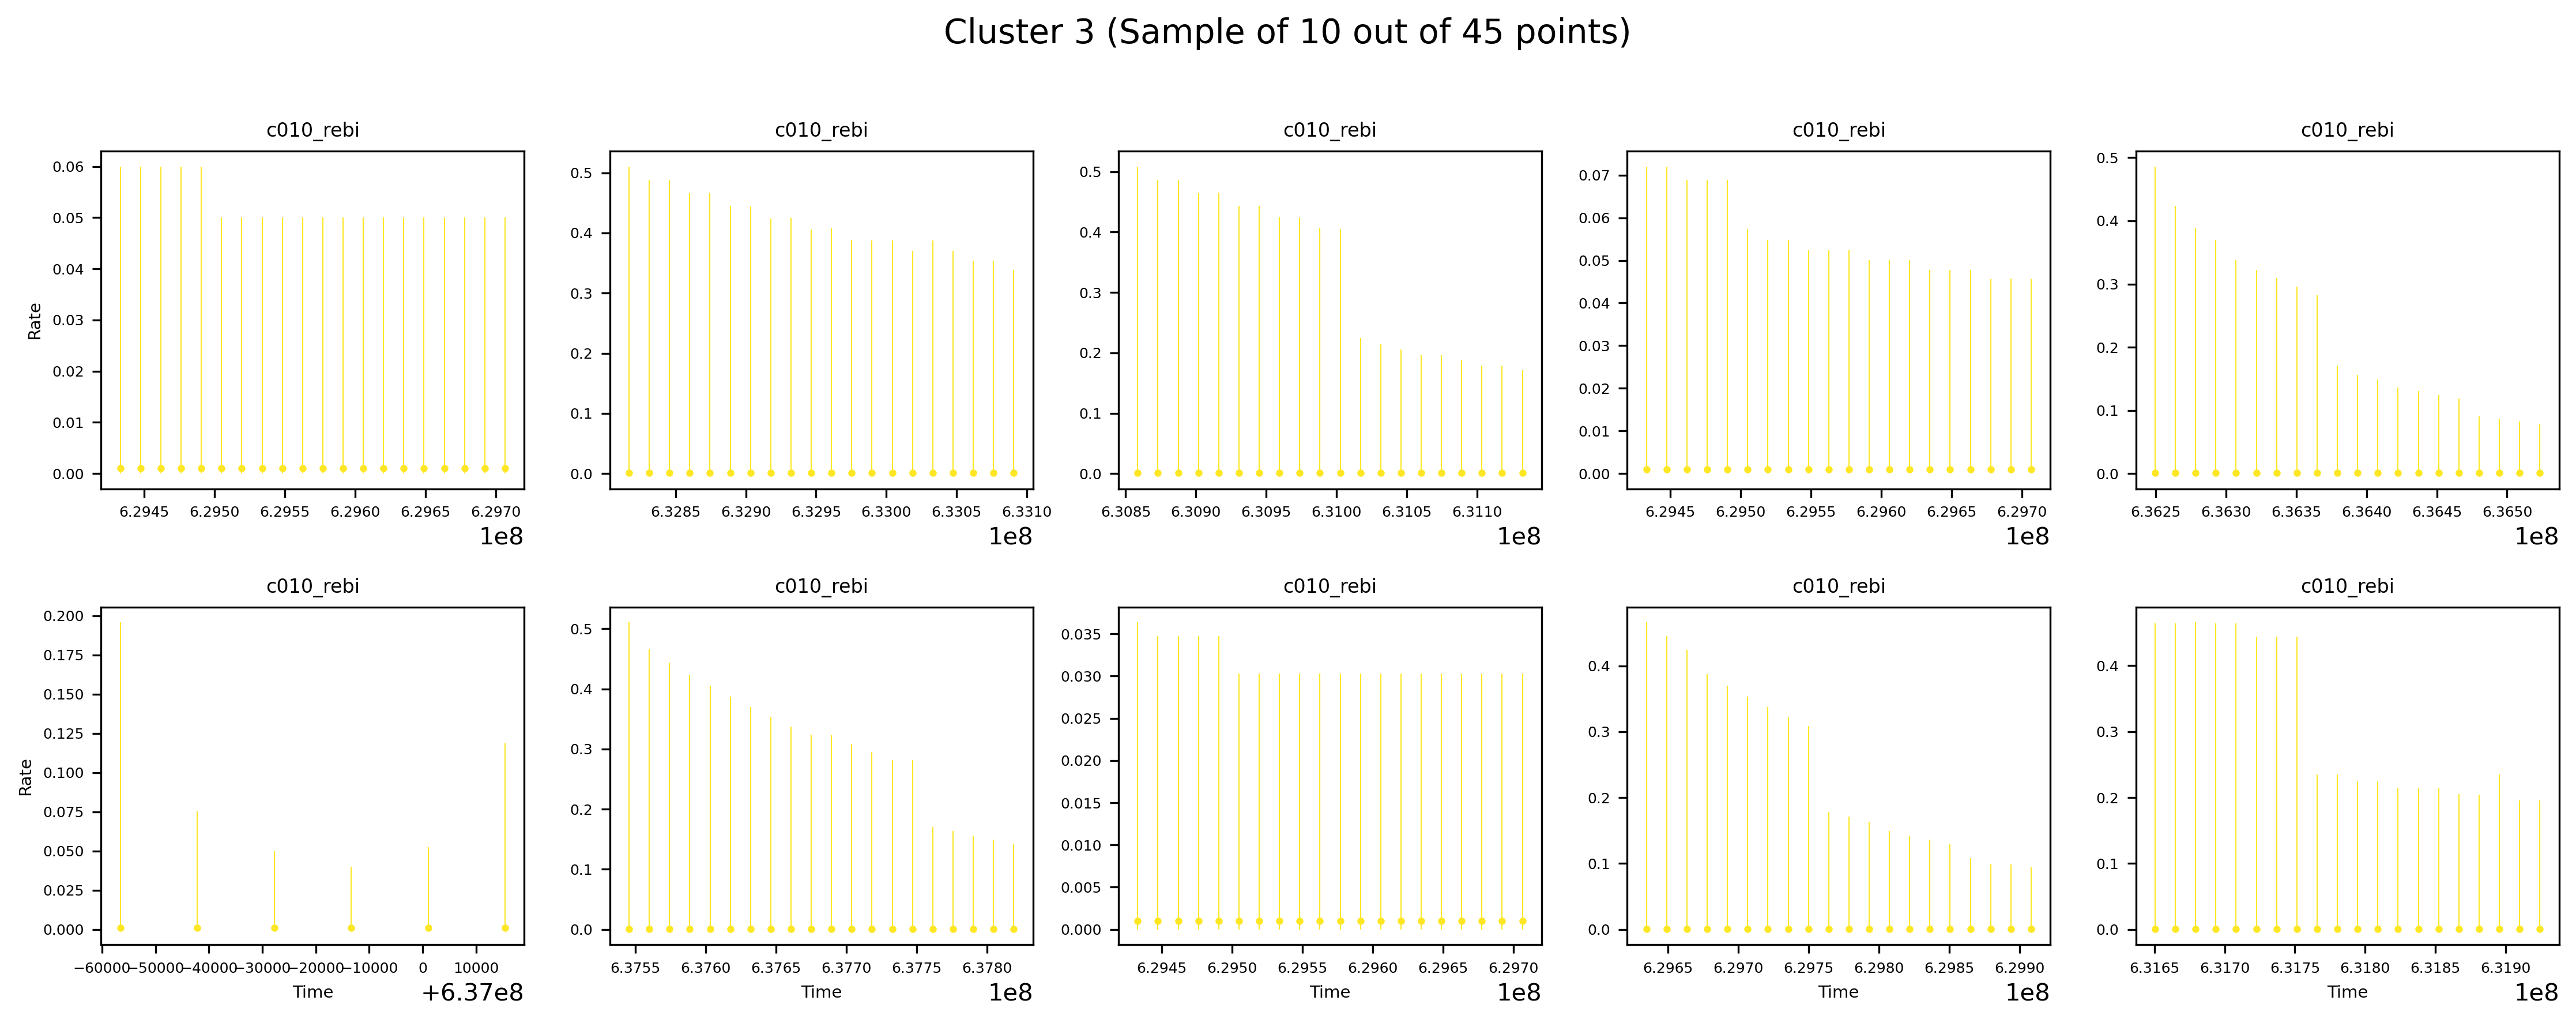 Cluster 3 (Sample of 10 out of 45 points)
c010_rebi c010_rebi c010_rebi c010_rebi c010_rebi
0.06 0.05 0.04 0.03 0.02 0.01 0.00
Rate
6.2945 6.2950 6.2955 6.2960 6.2965 6.2970
1e8
0.5 0.4 0.3 0.2 0.1 0.0
6.3285 6.3290 6.3295 6.3300 6.3305 6.3310
1e8
0.5 0.4 0.3 0.2 0.1 0.0
6.3085 6.3090 6.3095 6.3100 6.3105 6.3110
1e8
0.07 0.06 0.05 0.04 0.03 0.02 0.01 0.00
6.2945 6.2950 6.2955 6.2960 6.2965 6.2970
1e8
0.5 0.4 0.3 0.2 0.1 0.0
6.3625 6.3630 6.3635 6.3640 6.3645 6.3650
1e8
c010_rebi c010_rebi c010_rebi c010_rebi c010_rebi
0.200 0.175 0.150 0.125 0.100 0.075 0.050 0.025 0.000
Rate
−60000 −50000 −40000 −30000 −20000 −10000 0 10000
Time
+6.37e8
0.5 0.4 0.3 0.2 0.1 0.0
6.3755 6.3760 6.3765 6.3770 6.3775 6.3780
Time
1e8
0.035 0.030 0.025 0.020 0.015 0.010 0.005 0.000
6.2945 6.2950 6.2955 6.2960 6.2965 6.2970
Time
1e8
0.4 0.3 0.2 0.1 0.0
6.2965 6.2970 6.2975 6.2980 6.2985 6.2990
Time
1e8
0.4 0.3 0.2 0.1 0.0
6.3165 6.3170 6.3175 6.3180 6.3185 6.3190
Time
1e8